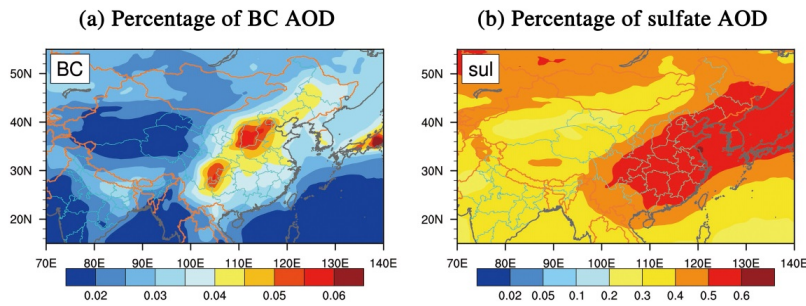 (a) Percentage of BC AOD
(b) Percentage of sulfate AOD
50N
BC
40N
30N
20N
70E 80E 90E 100E 110E 120E 130E 140E
0.02 0.03 0.04 0.05 0.06
50N
sul
40N
30N
20N
70E 80E 90E 100E 110E 120E 130E 140E
0.02 0.05 0.1 0.2 0.3 0.4 0.5 0.6